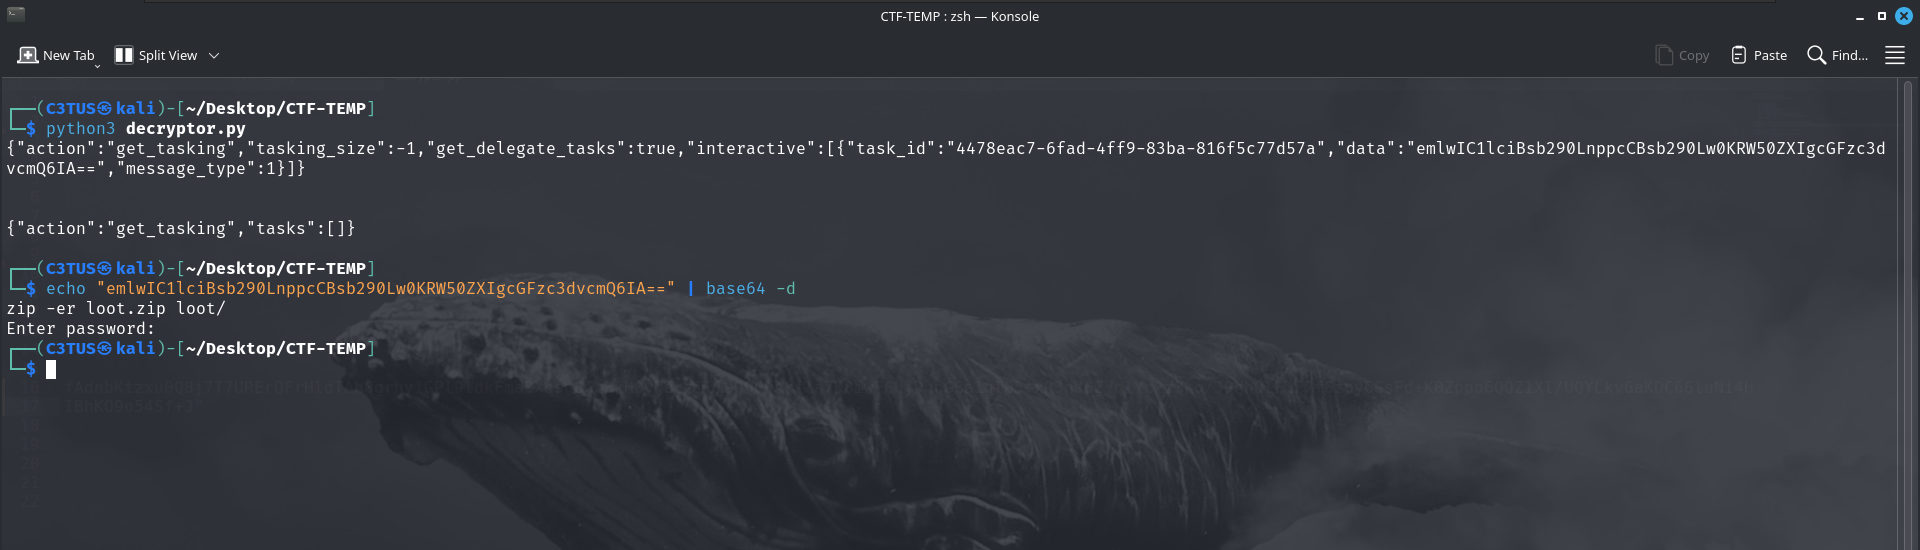 CTF-TEMP : zsh — Konsole
New Tab
Split View
Copy
Paste
Find...
┌──(C3TUS㉿kali)-[~/Desktop/CTF-TEMP]
└─$ python3 decryptor.py
{"action":"get_tasking","tasking_size":-1,"get_delegate_tasks":true,"interactive":[{"task_id":"4478eac7-6fad-4ff9-83ba-816f5c77d57a","data":"emlwIC1lciBsb290LnppcCBsb290Lw0KRW50ZXIgcGFzc3d
vcmQ6IA==","message_type":1}]}
{"action":"get_tasking","tasks":[]}
┌──(C3TUS㉿kali)-[~/Desktop/CTF-TEMP]
└─$ echo "emlwIC1lciBsb290LnppcCBsb290Lw0KRW50ZXIgcGFzc3dvcmQ6IA==" | base64 -d
zip -er loot.zip loot/
Enter password:
┌──(C3TUS㉿kali)-[~/Desktop/CTF-TEMP]
└─$